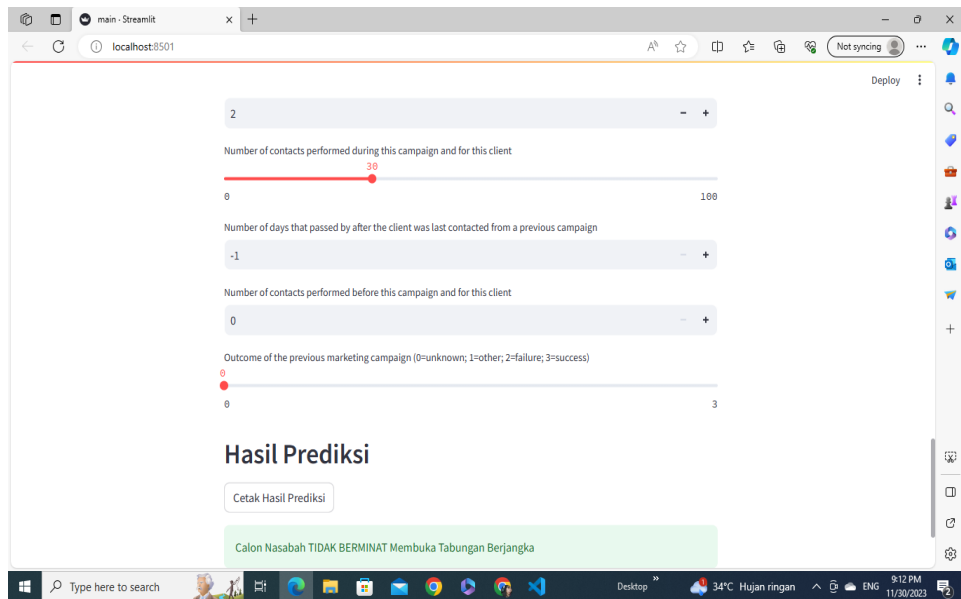 main · Streamlit
localhost:8501
Not syncing
Deploy
2
Number of contacts performed during this campaign and for this client
30
0 100
Number of days that passed by after the client was last contacted from a previous campaign
-1
Number of contacts performed before this campaign and for this client
0
Outcome of the previous marketing campaign (0=unknown; 1=other; 2=failure; 3=success)
0
0 3
Hasil Prediksi
Cetak Hasil Prediksi
Calon Nasabah TIDAK BERMINAT Membuka Tabungan Berjangka
Type here to search
Desktop
34°C Hujan ringan
ENG
9:12 PM
11/30/2023